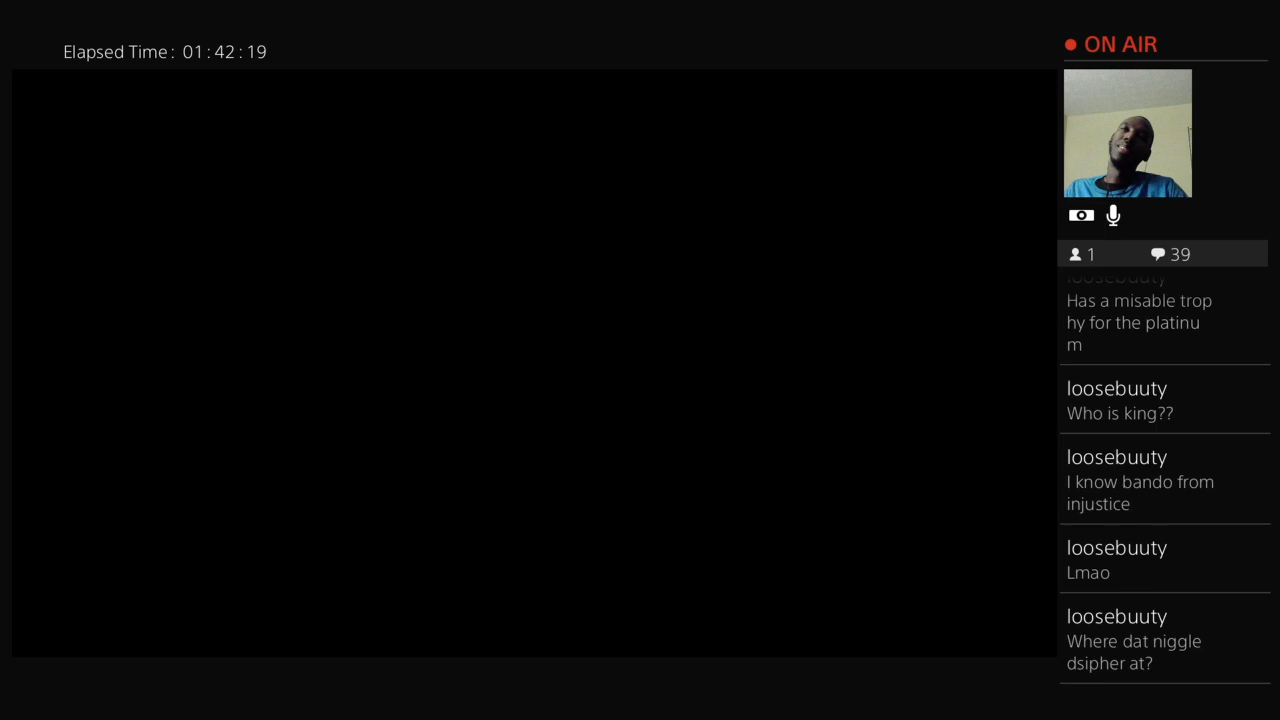 Elapsed Time: 01:42:19
ON AIR
1
39
loosebuuty
Has a misable trop
hy for the platinu
m
loosebuuty
Who is king??
loosebuuty
I know bando from
injustice
loosebuuty
Lmao
loosebuuty
Where dat niggle
dsipher at?